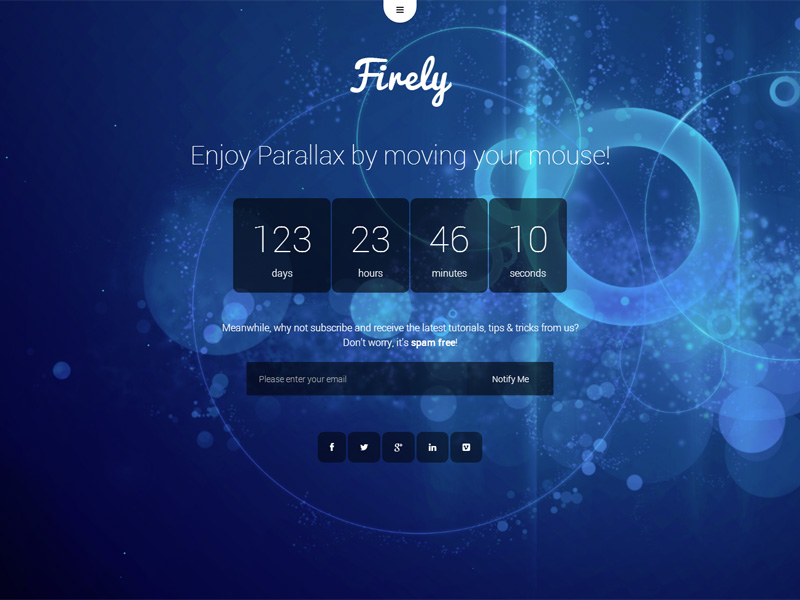 Firely
Enjoy Parallax by moving your mouse!
123 23 46 10
days hours minutes seconds
Meanwhile, why not subscribe and receive the latest tutorials, tips & tricks from us?
Don't worry, it's spam free!
Please enter your email Notify Me